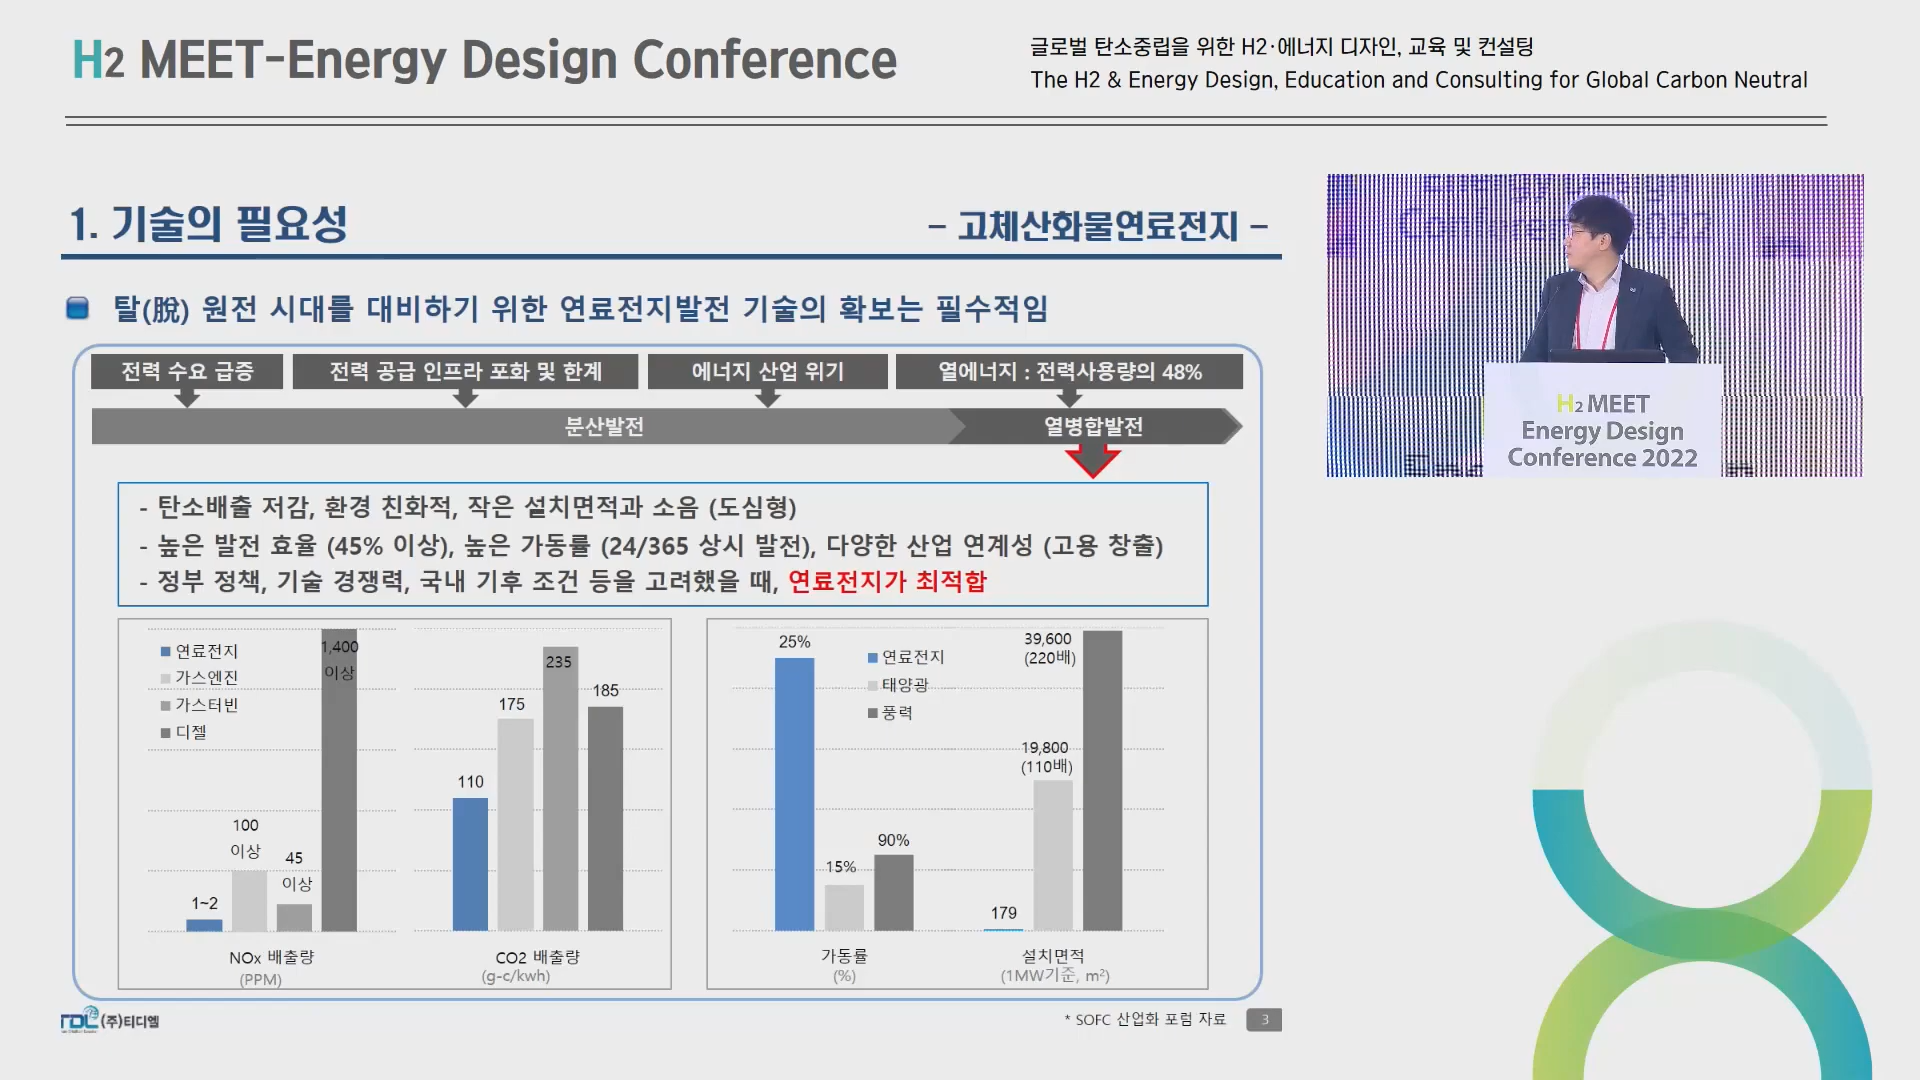 H2 MEET-Energy Design Conference
글로벌 탄소중립을 위한 H2·에너지 디자인, 교육 및 컨설팅
The H2 & Energy Design, Education and Consulting for Global Carbon Neutral
1. 기술의 필요성
- 고체산화물연료전지 -
탈(脫) 원전 시대를 대비하기 위한 연료전지발전 기술의 확보는 필수적임
전력 수요 급증
전력 공급 인프라 포화 및 한계
에너지 산업 위기
열에너지 : 전력사용량의 48%
분산발전
열병합발전
- 탄소배출 저감, 환경 친화적, 작은 설치면적과 소음 (도심형)
- 높은 발전 효율 (45% 이상), 높은 가동률 (24/365 상시 발전), 다양한 산업 연계성 (고용 창출)
- 정부 정책, 기술 경쟁력, 국내 기후 조건 등을 고려했을 때, 연료전지가 최적합
연료전지
가스엔진
가스터빈
디젤
1~2
100
이상
45
이상
1,400
이상
NOx 배출량
(PPM)
110
175
235
185
CO2 배출량
(g-c/kwh)
연료전지
태양광
풍력
25%
15%
90%
가동률
(%)
179
19,800
(110배)
39,600
(220배)
설치면적
(1MW기준, m²)
TDL (주)티디엘
* SOFC 산업화 포럼 자료
3
Conference 2022
H2 MEET
Energy Design
Conference 2022